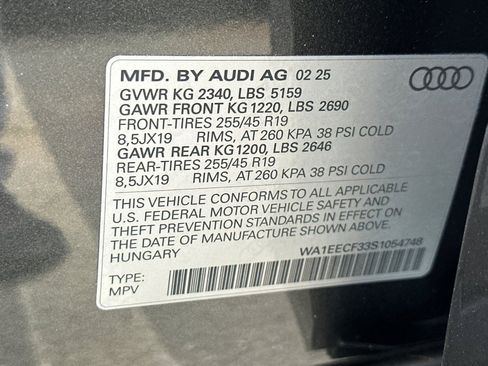 MFD. BY AUDI AG 02 25
GVWR KG 2340, LBS 5159
GAWR FRONT KG 1220, LBS 2690
FRONT-TIRES 255/45 R19
8,5JX19 RIMS, AT 260 KPA 38 PSI COLD
GAWR REAR KG 1200, LBS 2646
REAR-TIRES 255/45 R19
8,5JX19 RIMS, AT 260 KPA 38 PSI COLD
THIS VEHICLE CONFORMS TO ALL APPLICABLE
U.S. FEDERAL MOTOR VEHICLE SAFETY AND
THEFT PREVENTION STANDARDS IN EFFECT ON
THE DATE OF MANUFACTURE SHOWN ABOVE.
HUNGARY
WA1EECF33S1054748
TYPE:
MPV